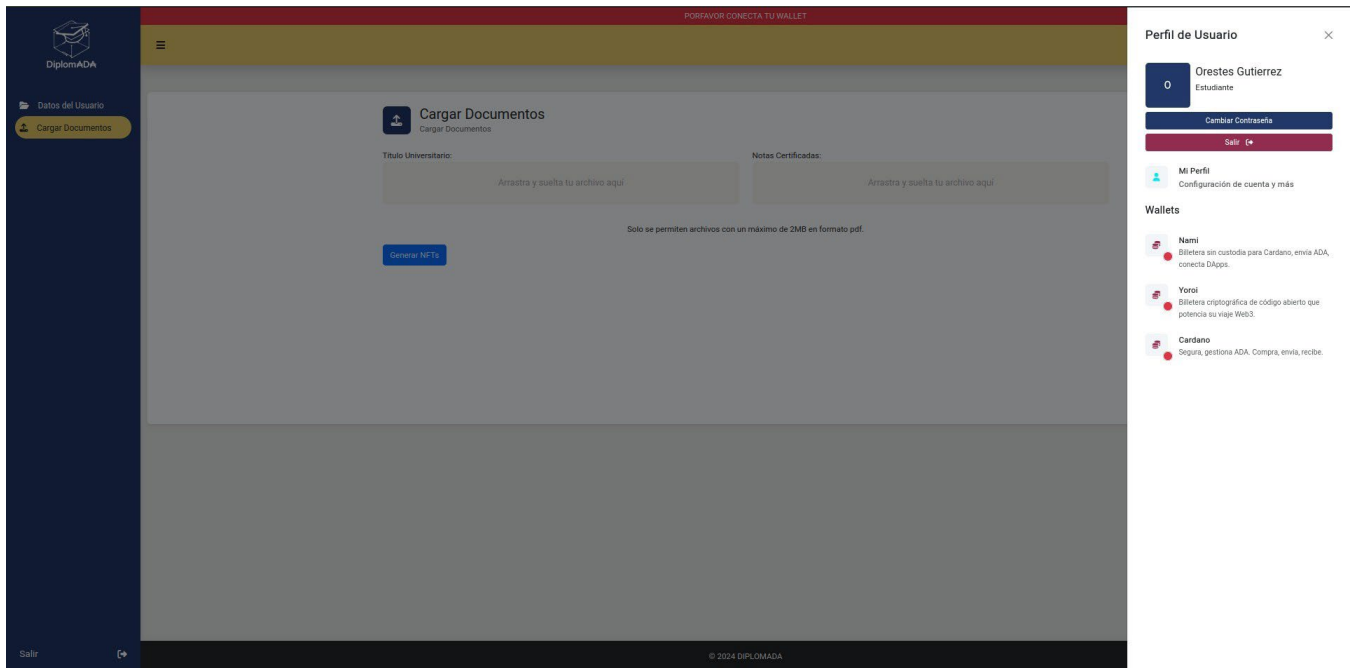 DiplomADA
Datos del Usuario
Cargar Documentos
Salir
PORFAVOR CONECTA TU WALLET
Cargar Documentos
Cargar Documentos
Título Universitario:
Notas Certificadas:
Arrastra y suelta tu archivo aquí
Arrastra y suelta tu archivo aquí
Solo se permiten archivos con un máximo de 2MB en formato pdf.
Generar NFTs
© 2024 DIPLOMADA
Perfil de Usuario
O
Orestes Gutierrez
Estudiante
Cambiar Contraseña
Salir
Mi Perfil
Configuración de cuenta y más
Wallets
Nami
Billetera sin custodia para Cardano, envia ADA,
conecta DApps.
Yoroi
Billetera criptográfica de código abierto que
potencia su viaje Web3.
Cardano
Segura, gestiona ADA. Compra, envía, recibe.